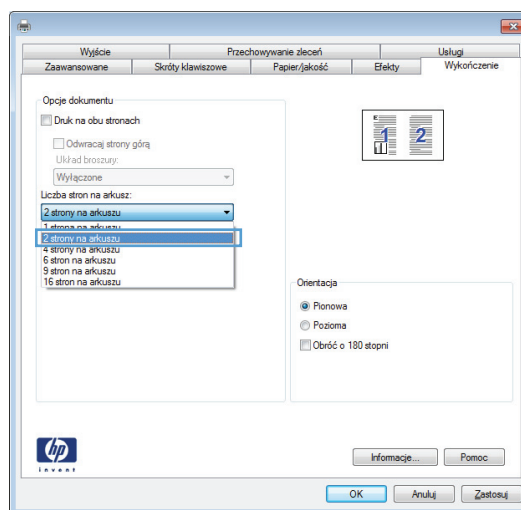 Wyjście Przechowywanie zleceń Usługi
Zaawansowane Skróty klawiszowe Papier/jakość Efekty Wykończenie
Opcje dokumentu
Druk na obu stronach
Odwracaj strony górą
Układ broszury:
Wyłączone
Liczba stron na arkusz:
2 strony na arkuszu
1 strona na arkuszu
2 strony na arkuszu
4 strony na arkuszu
6 stron na arkuszu
9 stron na arkuszu
16 stron na arkuszu
1 2
Orientacja
Pionowa
Pozioma
Obróć o 180 stopni
hp
invent
Informacje... Pomoc
OK Anuluj Zastosuj